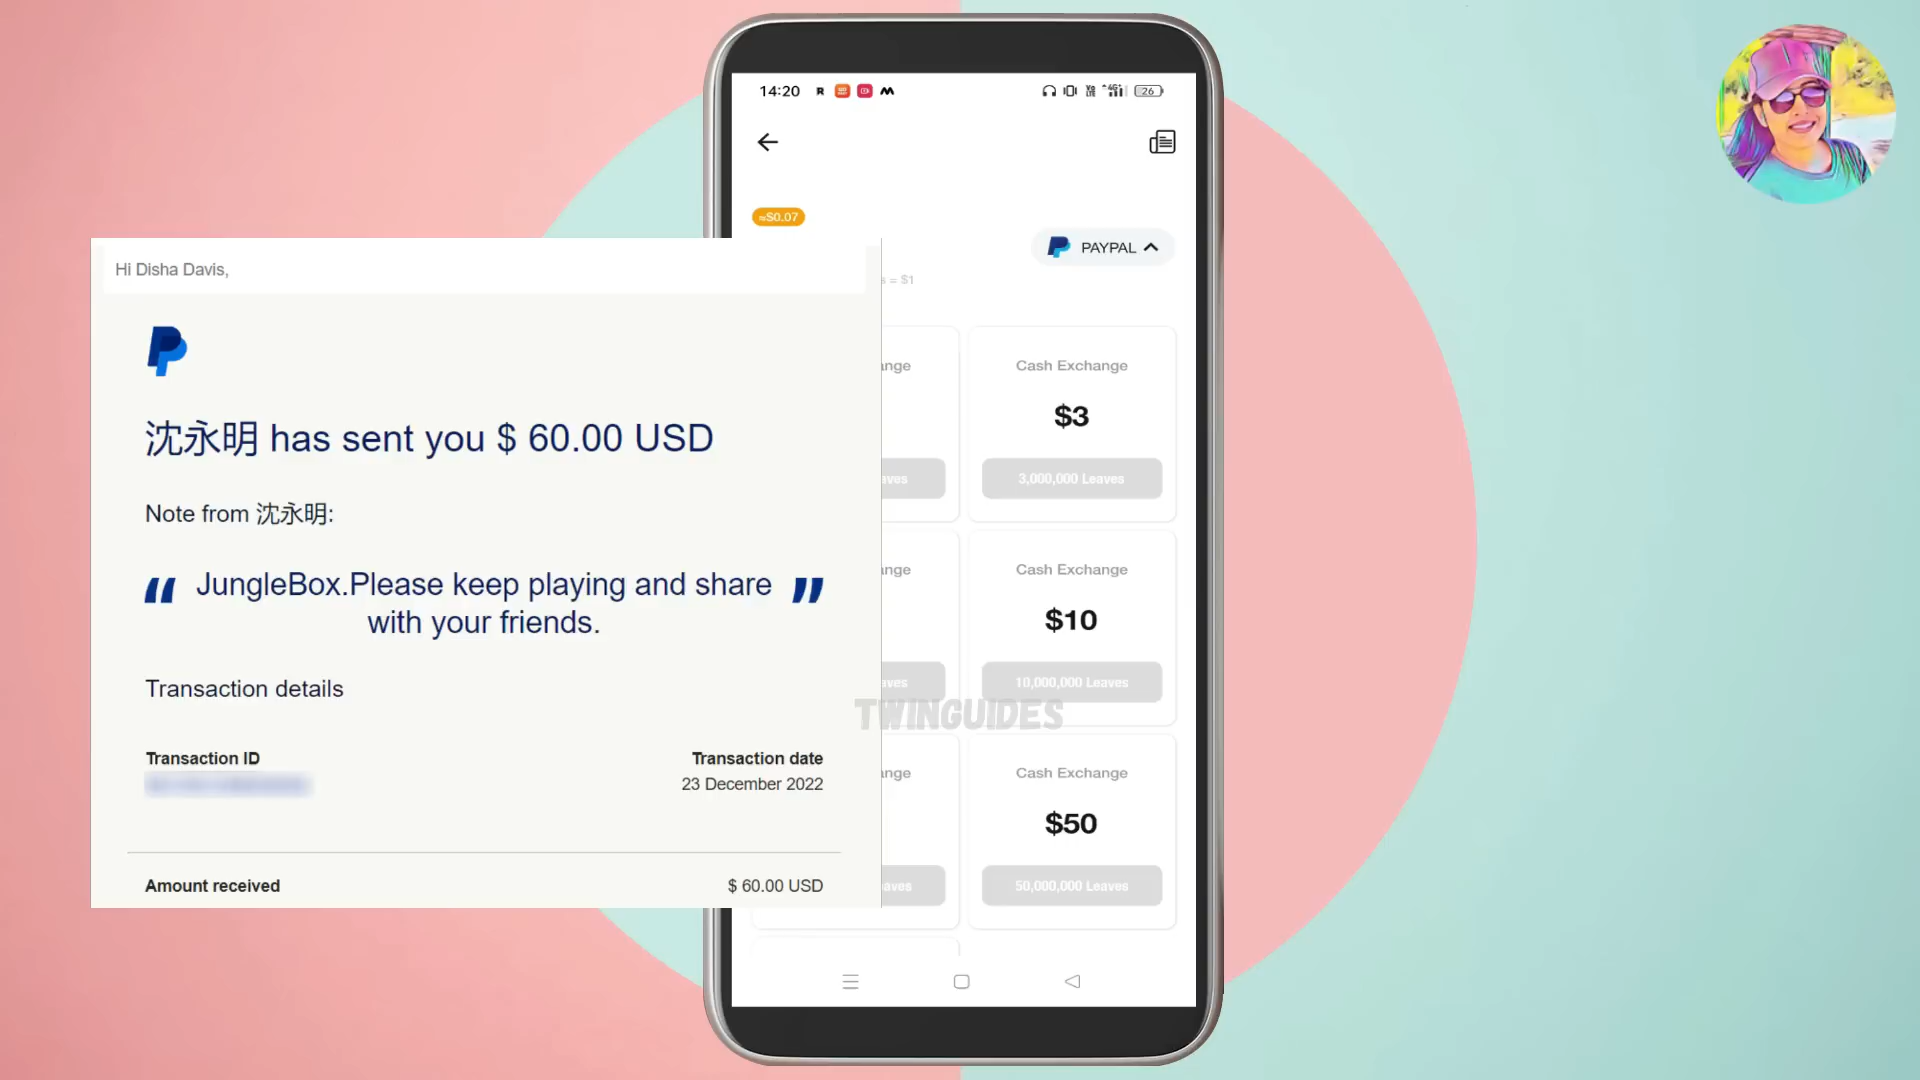 14:20
26
≈$0.07
PAYPAL
Hi Disha Davis,
= $1
沈永明 has sent you $ 60.00 USD
Note from 沈永明:
“ JungleBox.Please keep playing and share ”
with your friends.
Transaction details
Transaction ID
Transaction date
23 December 2022
Amount received
$ 60.00 USD
Cash Exchange
$3
3,000,000 Leaves
Cash Exchange
$10
10,000,000 Leaves
TWINGUIDES
Cash Exchange
$50
50,000,000 Leaves